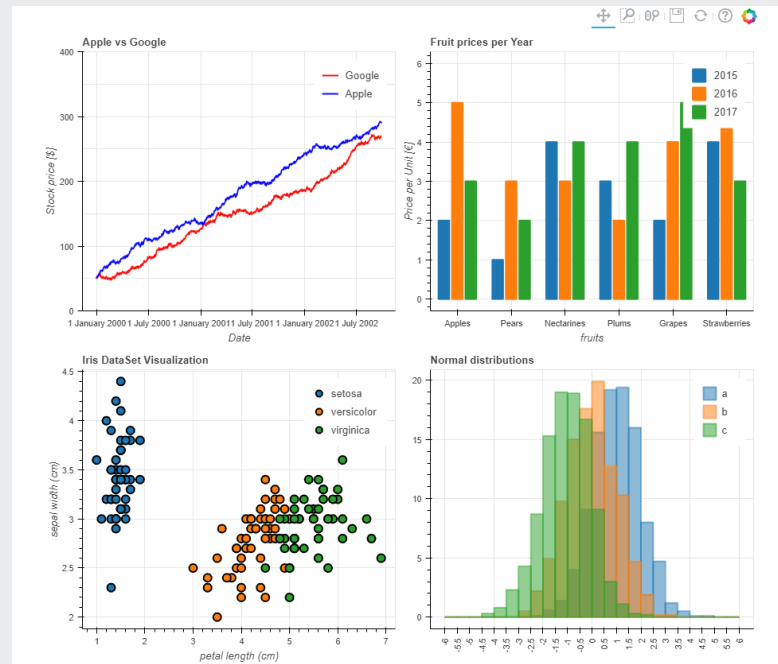 Apple vs Google
400
300
200
100
0
Stock price [$]
Google
Apple
1 January 2000
1 July 2000
1 January 2001
1 July 2001
1 January 2002
1 July 2002
Date
Fruit prices per Year
6
5
4
3
2
1
0
Price per Unit [€]
2015
2016
2017
Apples
Pears
Nectarines
Plums
Grapes
Strawberries
fruits
Iris DataSet Visualization
4.5
4
3.5
3
2.5
2
sepal width (cm)
setosa
versicolor
virginica
1
2
3
4
5
6
7
petal length (cm)
Normal distributions
20
15
10
5
0
a
b
c
-6
-5.5
-5
-4.5
-4
-3.5
-3
-2.5
-2
-1.5
-1
-0.5
0
0.5
1
1.5
2
2.5
3
3.5
4
4.5
5
5.5
6